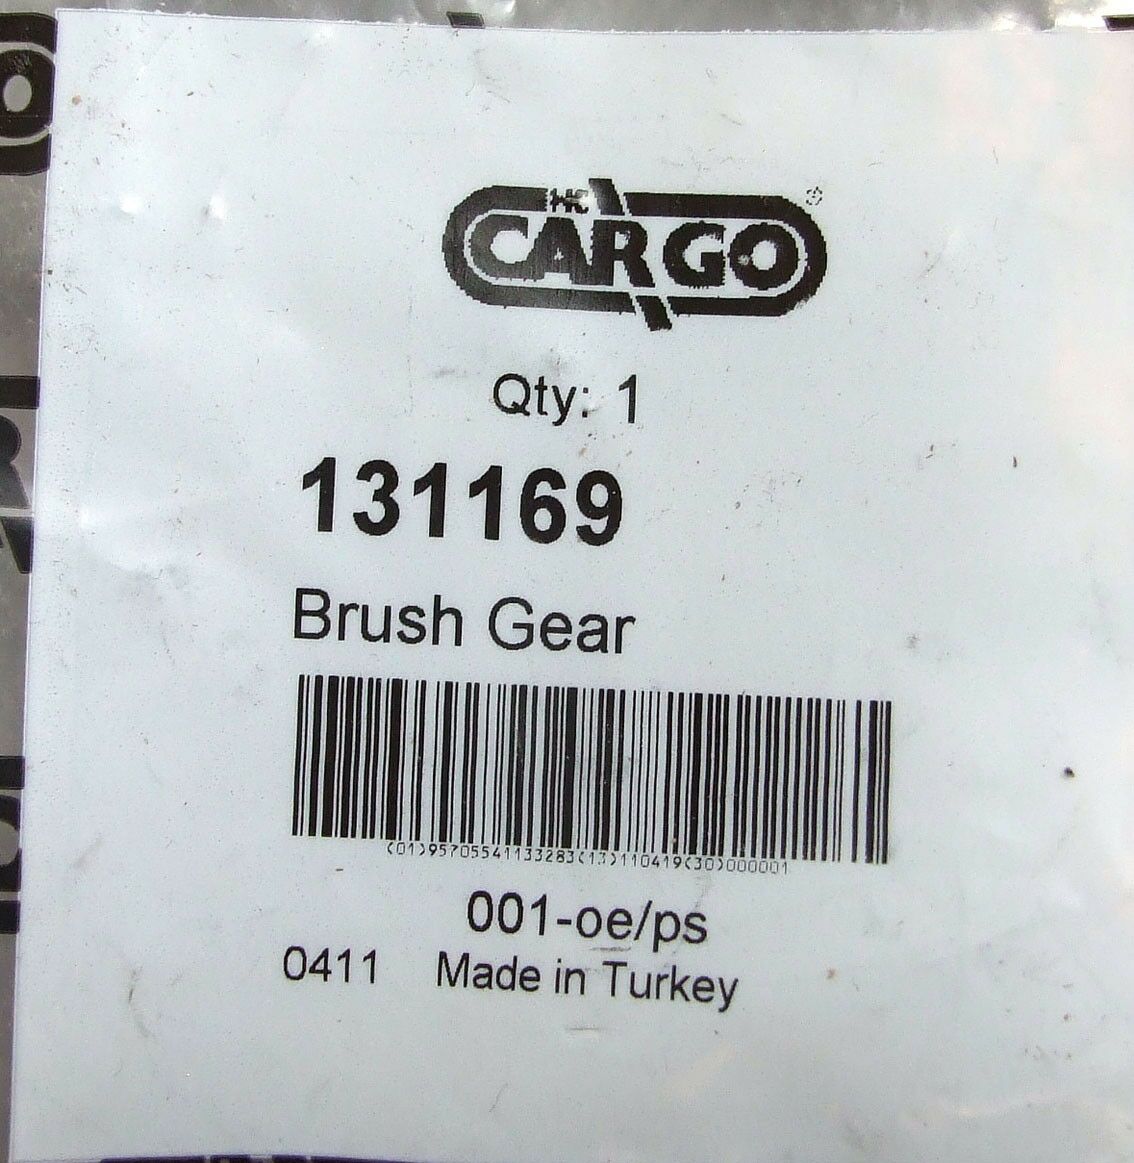 HC
CARGO
Qty: 1
131169
Brush Gear
(01)95705541133283(13)110419(30)000001
001-oe/ps
0411 Made in Turkey